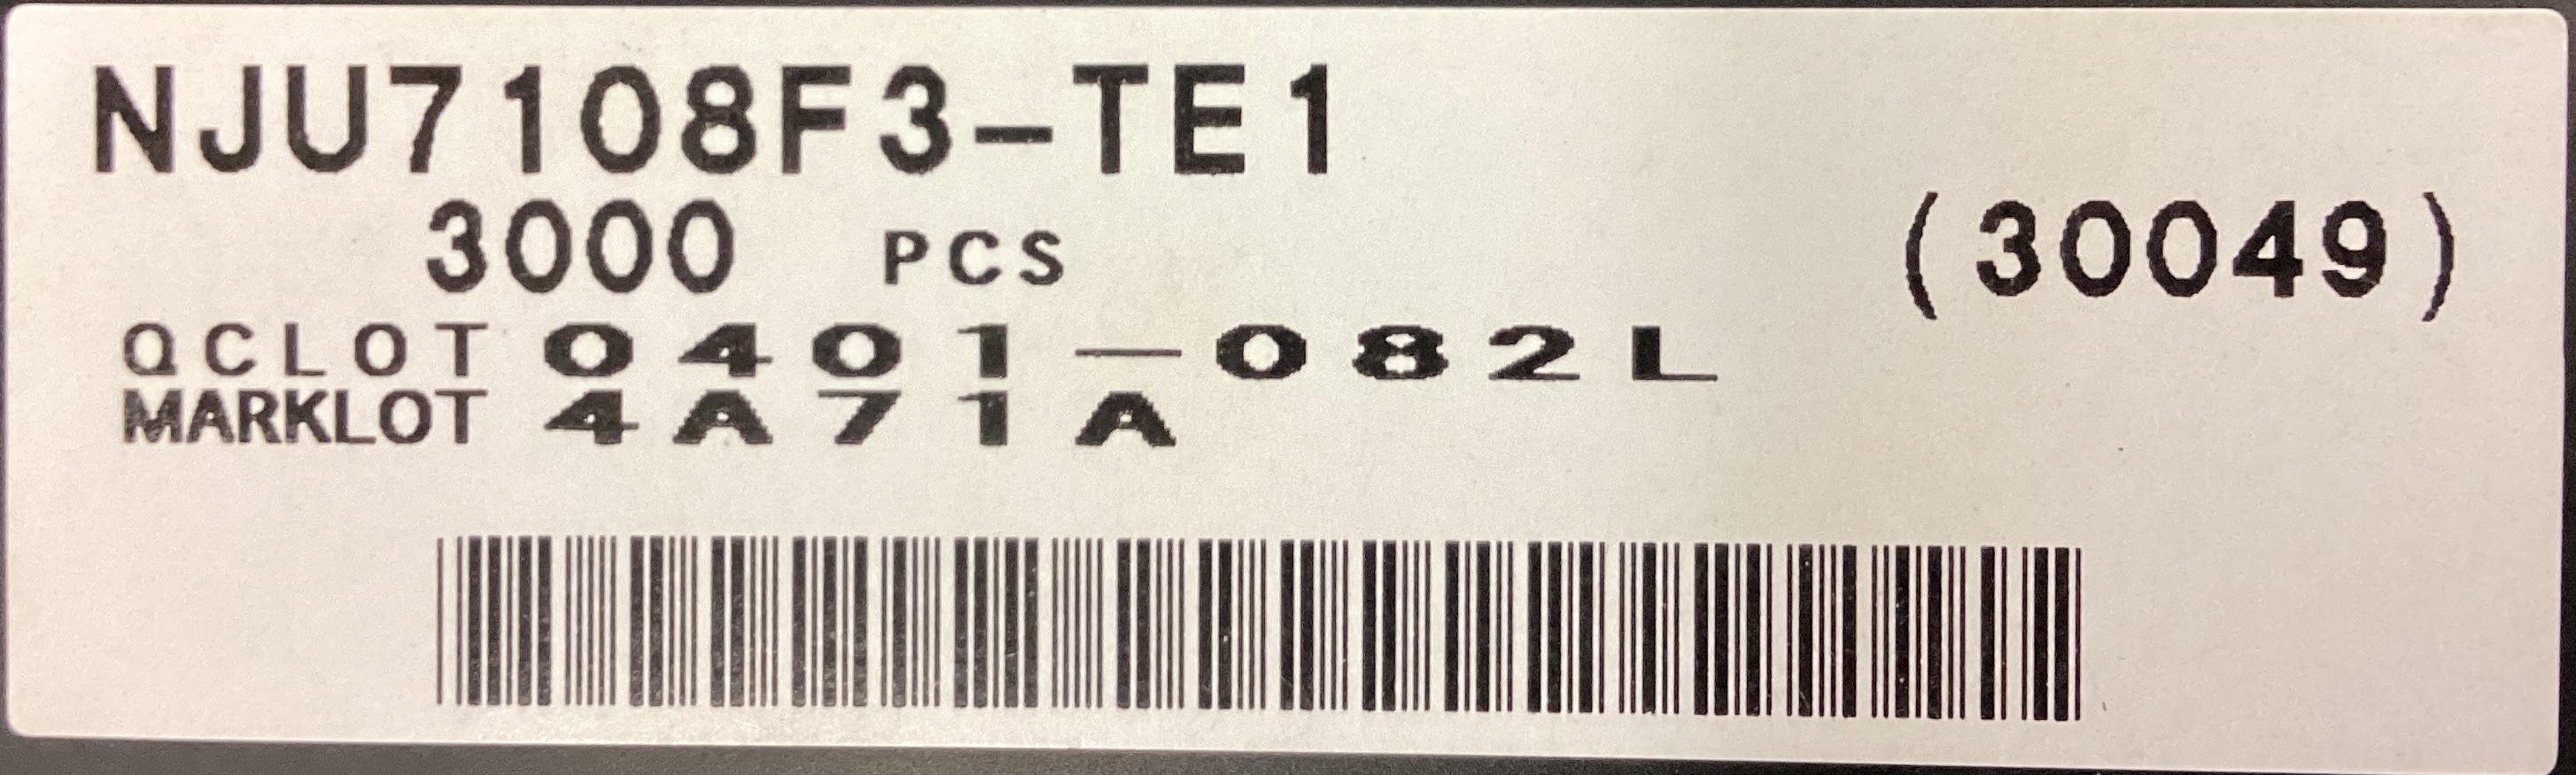 NJU7108F3-TE1
3000 PCS (30049)
QCLOT 0401-082L
MARKLOT 4A71A